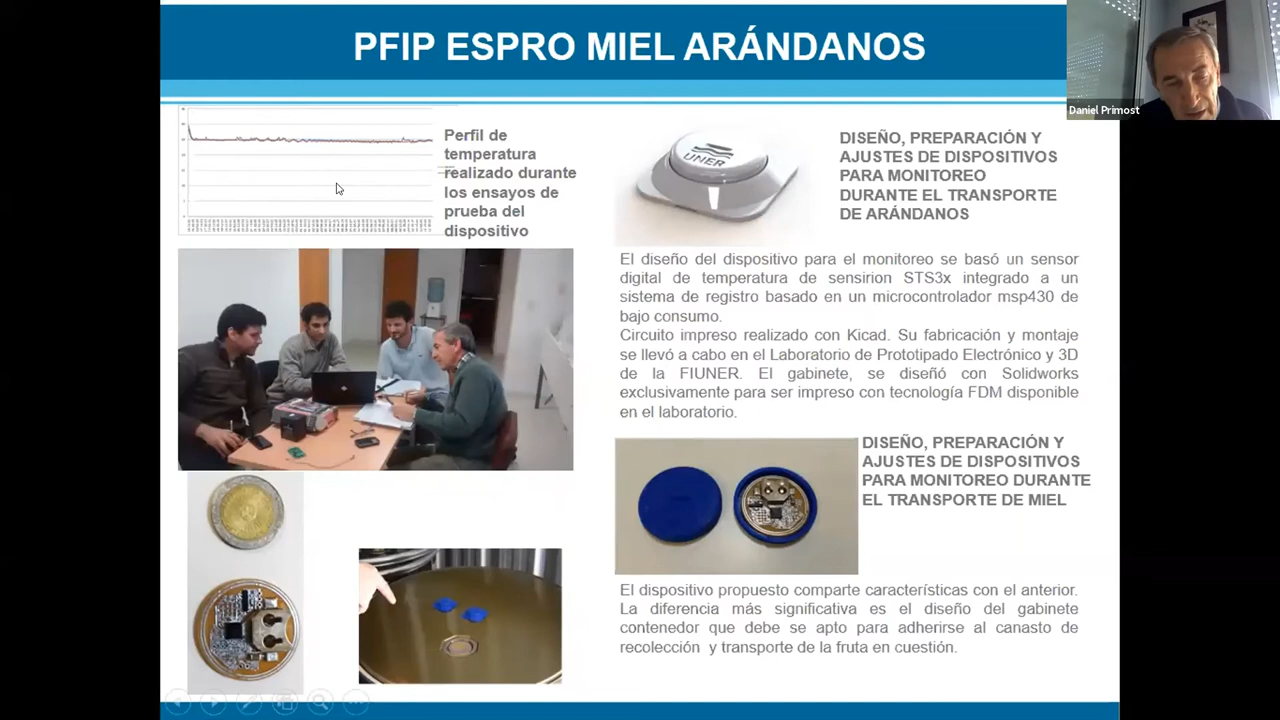 PFIP ESPRO MIEL ARÁNDANOS
Daniel Primost
Perfil de
temperatura
realizado durante
los ensayos de
prueba del
dispositivo
UNER
DISEÑO, PREPARACIÓN Y
AJUSTES DE DISPOSITIVOS
PARA MONITOREO
DURANTE EL TRANSPORTE
DE ARÁNDANOS
El diseño del dispositivo para el monitoreo se basó un sensor
digital de temperatura de sensirion STS3x integrado a un
sistema de registro basado en un microcontrolador msp430 de
bajo consumo.
Circuito impreso realizado con Kicad. Su fabricación y montaje
se llevó a cabo en el Laboratorio de Prototipado Electrónico y 3D
de la FIUNER. El gabinete, se diseñó con Solidworks
exclusivamente para ser impreso con tecnología FDM disponible
en el laboratorio.
DISEÑO, PREPARACIÓN Y
AJUSTES DE DISPOSITIVOS
PARA MONITOREO DURANTE
EL TRANSPORTE DE MIEL
El dispositivo propuesto comparte características con el anterior.
La diferencia más significativa es el diseño del gabinete
contenedor que debe se apto para adherirse al canasto de
recolección y transporte de la fruta en cuestión.